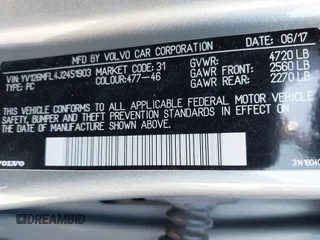 MFD. BY VOLVO CAR CORPORATION DATE: 06/17
VIN: YV126MFL4J2451903 MARKET CODE: 31 GVWR: 4720 LB
TYPE: PC COLOUR:477-46 GAWR FRONT: 2560 LB
GAWR REAR: 2270 LB
THIS VEHICLE CONFORMS TO ALL APPLICABLE FEDERAL MOTOR VEHICLE
SAFETY, BUMPER, AND THEFT PREVENTION STANDARDS IN EFFECT ON THE
DATE OF MANUFACTURE SHOWN ABOVE.
VOLVO
3141604
DREAMBID